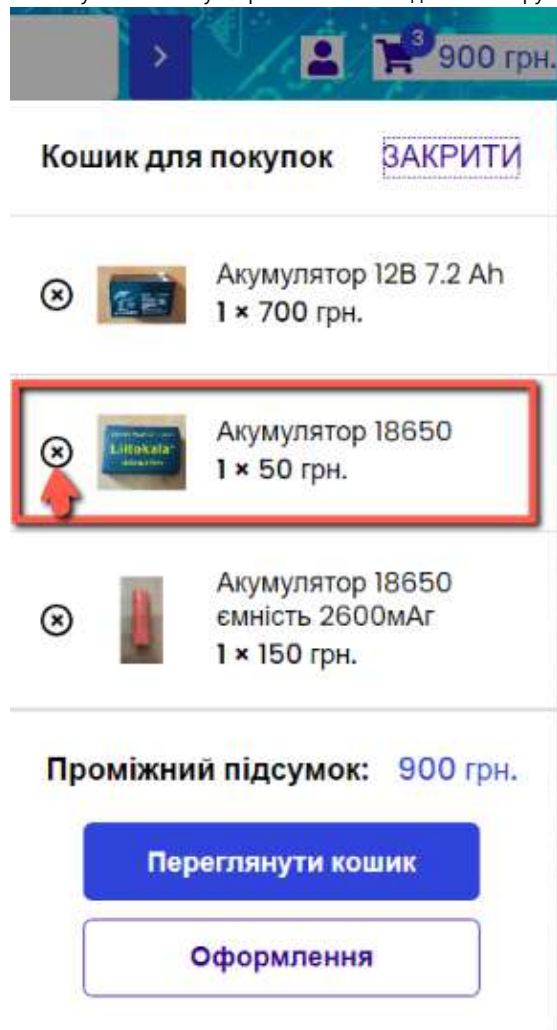 3
900 грн.
Кошик для покупок ЗАКРИТИ
Акумулятор 12В 7.2 Ah
1 × 700 грн.
Акумулятор 18650
1 × 50 грн.
Liitokala
Акумулятор 18650
ємність 2600мАг
1 × 150 грн.
Проміжний підсумок: 900 грн.
Переглянути кошик
Оформлення